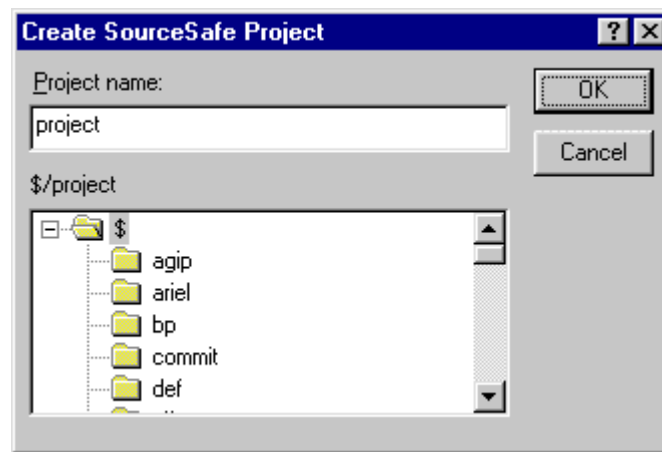 Create SourceSafe Project
Project name:
OK
project
Cancel
$/project
$
agip
ariel
bp
commit
def